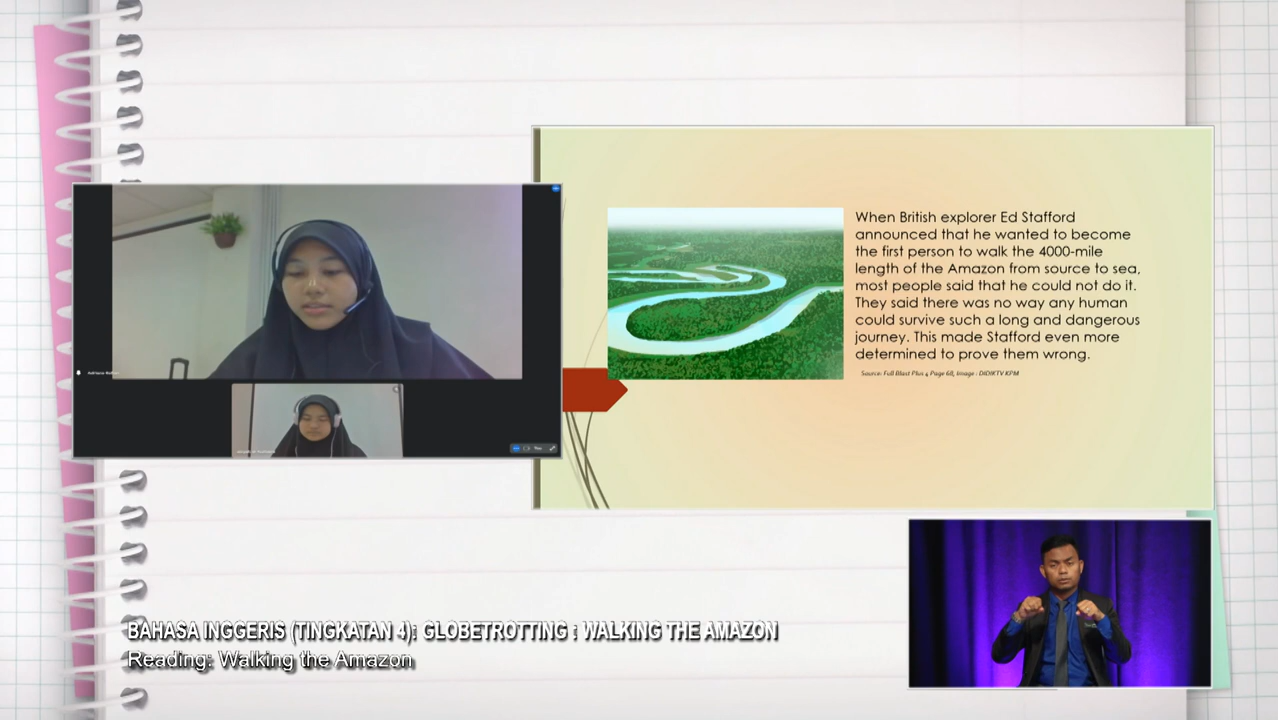 When British explorer Ed Stafford
announced that he wanted to become
the first person to walk the 4000-mile
length of the Amazon from source to sea,
most people said that he could not do it.
They said there was no way any human
could survive such a long and dangerous
journey. This made Stafford even more
determined to prove them wrong.
Source: Full Blast Plus 4 Page 68, Image : DIDIKTV KPM
BAHASA INGGERIS (TINGKATAN 4): GLOBETROTTING : WALKING THE AMAZON
Reading: Walking the Amazon